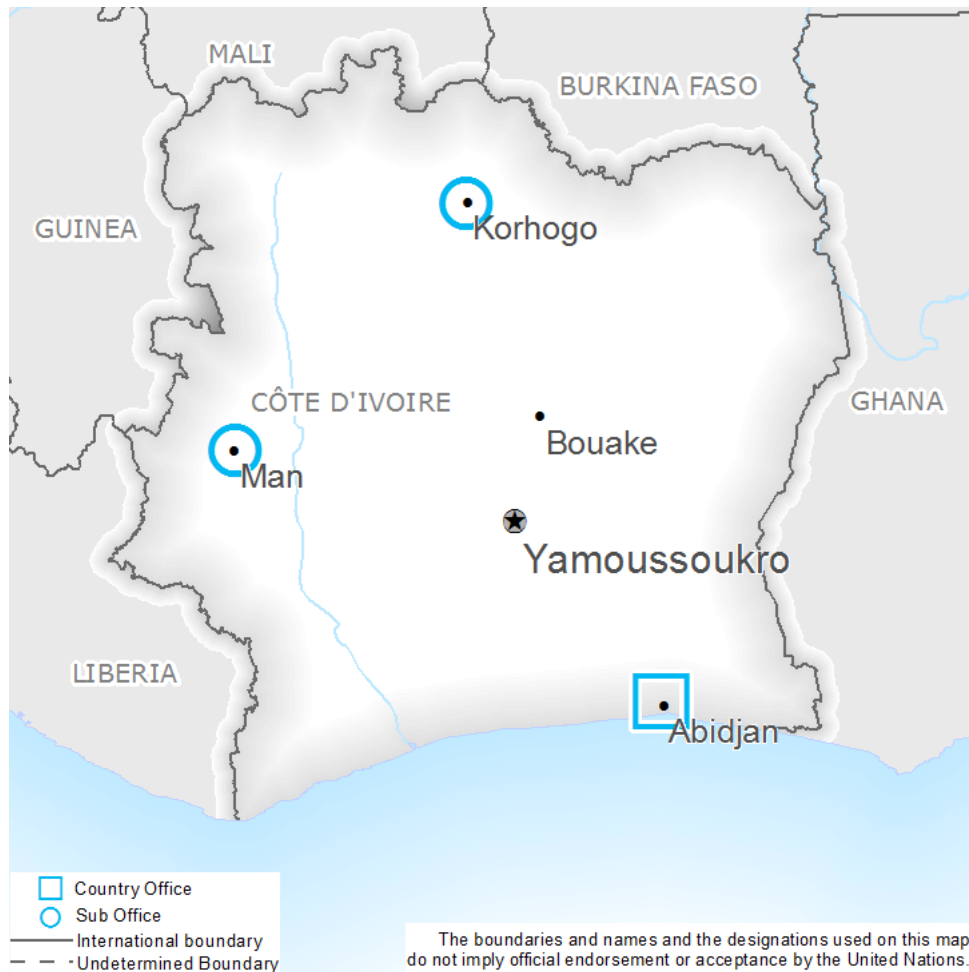 MALI
BURKINA FASO
Korhogo
GUINEA
CÔTE D'IVOIRE
GHANA
Bouake
Man
Yamoussoukro
LIBERIA
Abidjan
Country Office
Sub Office
International boundary
Undetermined Boundary
The boundaries and names and the designations used on this map
do not imply official endorsement or acceptance by the United Nations.